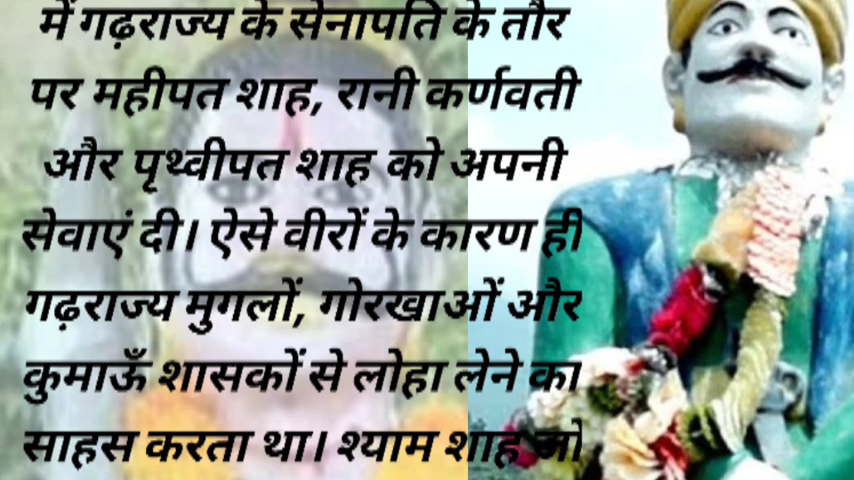 में गढ़राज्य के सेनापति के तौर
पर महीपत शाह, रानी कर्णवती
और पृथ्वीपत शाह को अपनी
सेवाएं दी। ऐसे वीरों के कारण ही
गढ़राज्य मुगलों, गोरखाओं और
कुमाऊँ शासकों से लोहा लेने का
साहस करता था। श्याम शाह जो